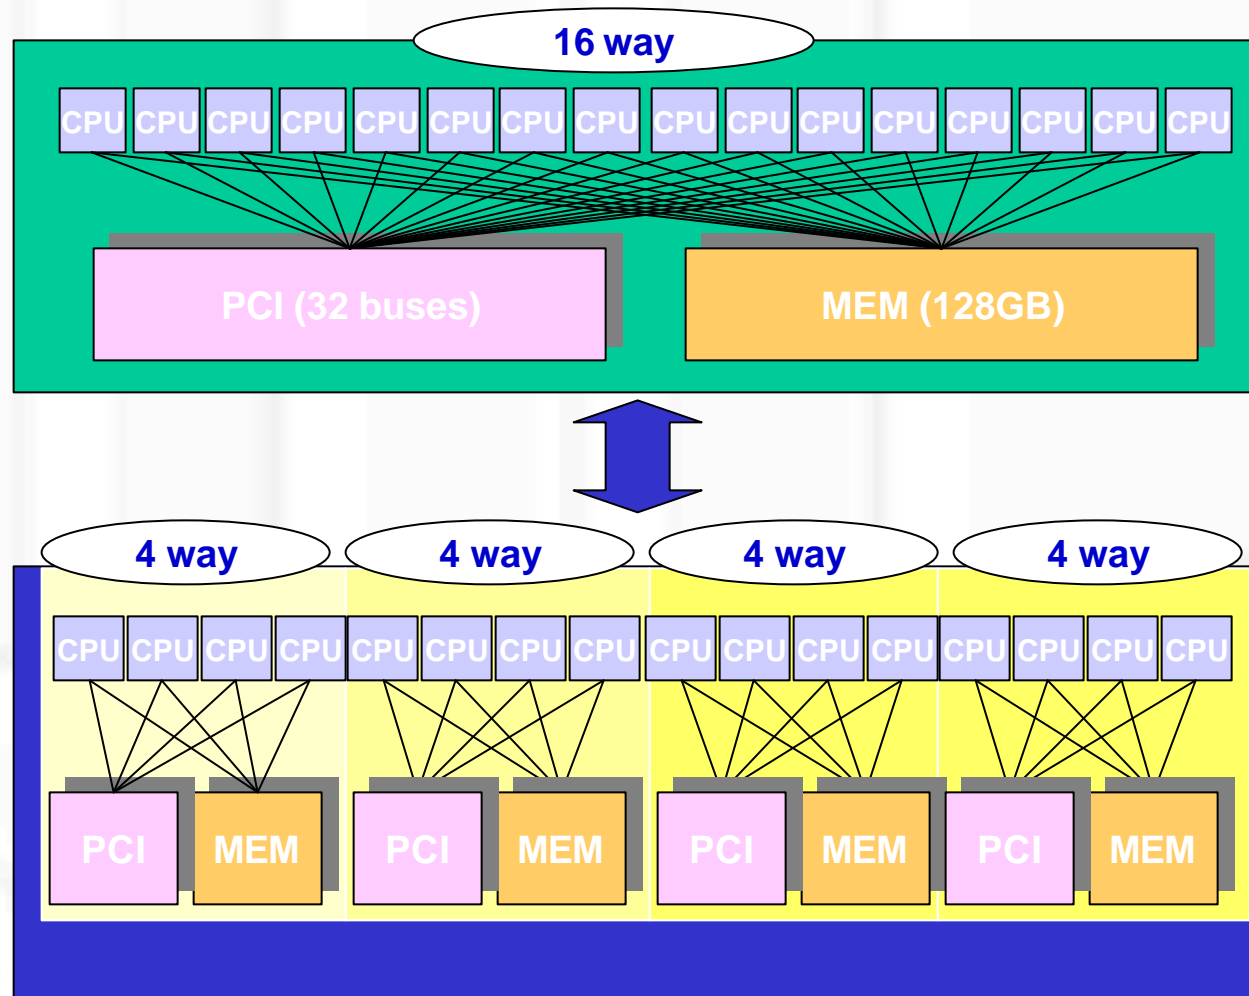 16 way
CPU CPU CPU CPU CPU CPU CPU CPU CPU CPU CPU CPU CPU CPU CPU CPU
PCI (32 buses) MEM (128GB)
4 way 4 way 4 way 4 way
CPU CPU CPU CPU CPU CPU CPU CPU CPU CPU CPU CPU CPU CPU CPU CPU
PCI MEM PCI MEM PCI MEM PCI MEM